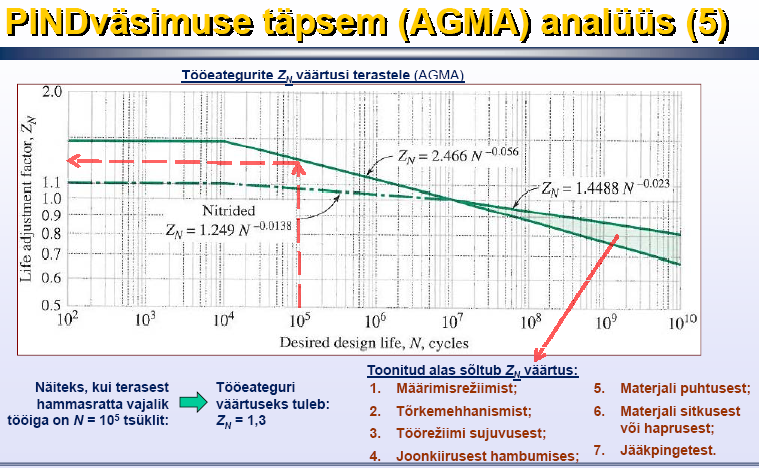 PINDväsimuse täpsem (AGMA) analüüs (5)
Tööeategurite ZN väärtusi terastele (AGMA)
2.0
1.1
1.0
0.9
0.8
0.7
0.6
0.5
Life adjustment factor, ZN
ZN = 2.466 N −0.056
ZN = 1.4488 N −0.023
Nitrided
ZN = 1.249 N −0.0138
10² 10³ 10⁴ 10⁵ 10⁶ 10⁷ 10⁸ 10⁹ 10¹⁰
Desired design life, N, cycles
Näiteks, kui terasest
hammasratta vajalik
tööiga on N = 10⁵ tsüklit:
Tööeateguri
väärtuseks tuleb:
ZN = 1,3
Toonitud alas sõltub ZN väärtus:
1. Määrimisrežiimist;
2. Tõrkemehhanismist;
3. Töörežiimi sujuvusest;
4. Joonkiirusest hambumises;
5. Materjali puhtusest;
6. Materjali sitkusest
või haprusest;
7. Jääkpingetest.